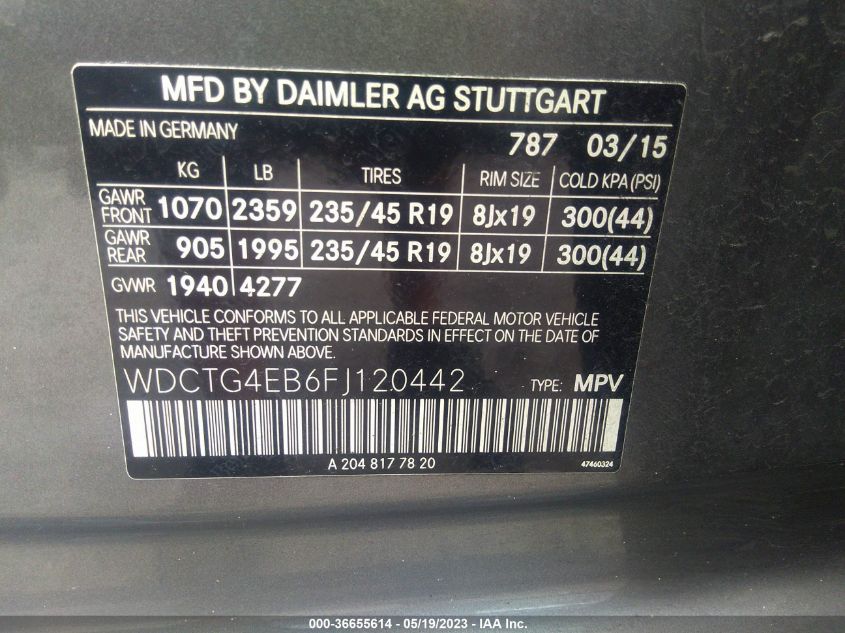 MFD BY DAIMLER AG STUTTGART
MADE IN GERMANY 787 03/15
KG LB TIRES RIM SIZE COLD KPA (PSI)
GAWR FRONT 1070 2359 235/45 R19 8Jx19 300(44)
GAWR REAR 905 1995 235/45 R19 8Jx19 300(44)
GVWR 1940 4277
THIS VEHICLE CONFORMS TO ALL APPLICABLE FEDERAL MOTOR VEHICLE
SAFETY AND THEFT PREVENTION STANDARDS IN EFFECT ON THE DATE OF
MANUFACTURE SHOWN ABOVE.
WDCTG4EB6FJ120442 TYPE: MPV
A 204 817 78 20 47460324
000-36655614 - 05/19/2023 - IAA Inc.